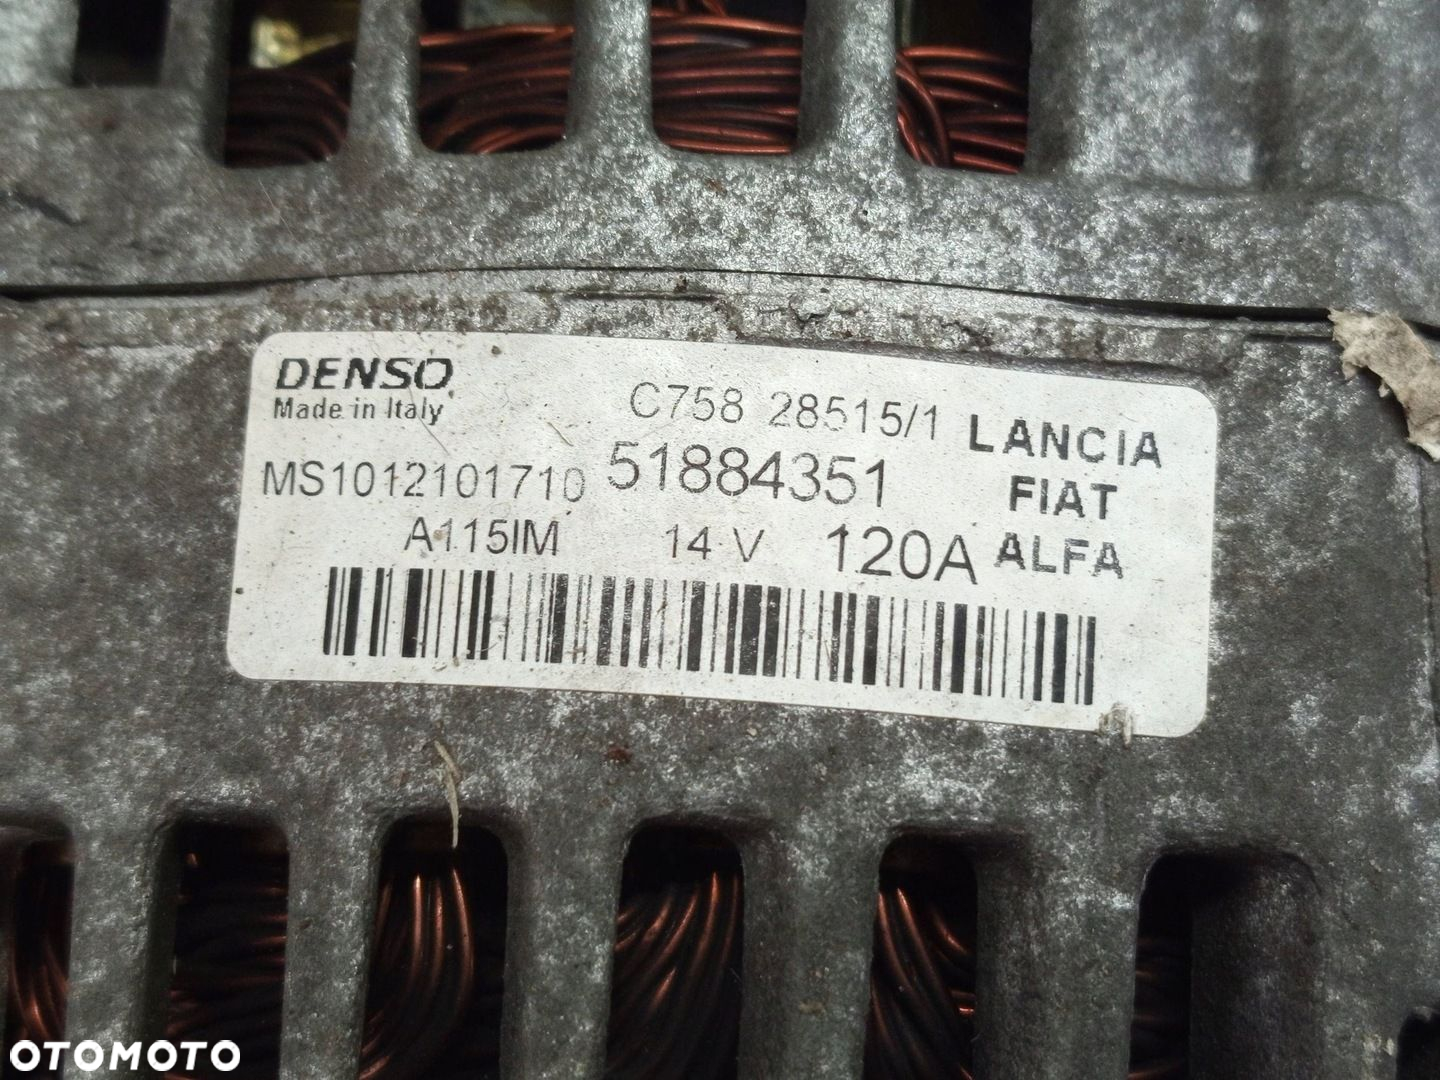 DENSO
Made in Italy
C758 28515/1
LANCIA
MS1012101710
51884351
FIAT
A115IM
14 V
120A
ALFA
OTOMOTO